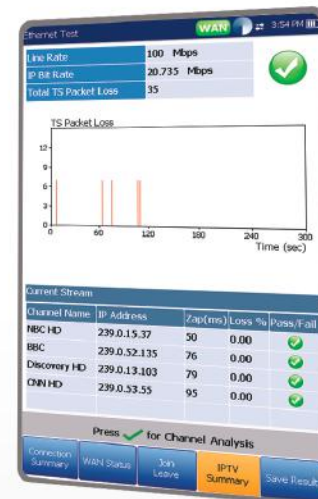 Ethernet Test WAN 3:54 PM
Line Rate 100 Mbps
IP Bit Rate 20.735 Mbps
Total TS Packet Loss 35
TS Packet Loss
12
9
6
3
0
0 60 120 180 240 300
Time (sec)
Current Stream
Channel Name IP Address Zap(ms) Loss % Pass/Fail
NBC HD 239.0.15.37 50 0.00
BBC 239.0.52.135 76 0.00
Discovery HD 239.0.13.103 79 0.00
CNN HD 239.0.53.55 95 0.00
Press for Channel Analysis
Connection Summary WAN Status Join Leave IPTV Summary Save Result